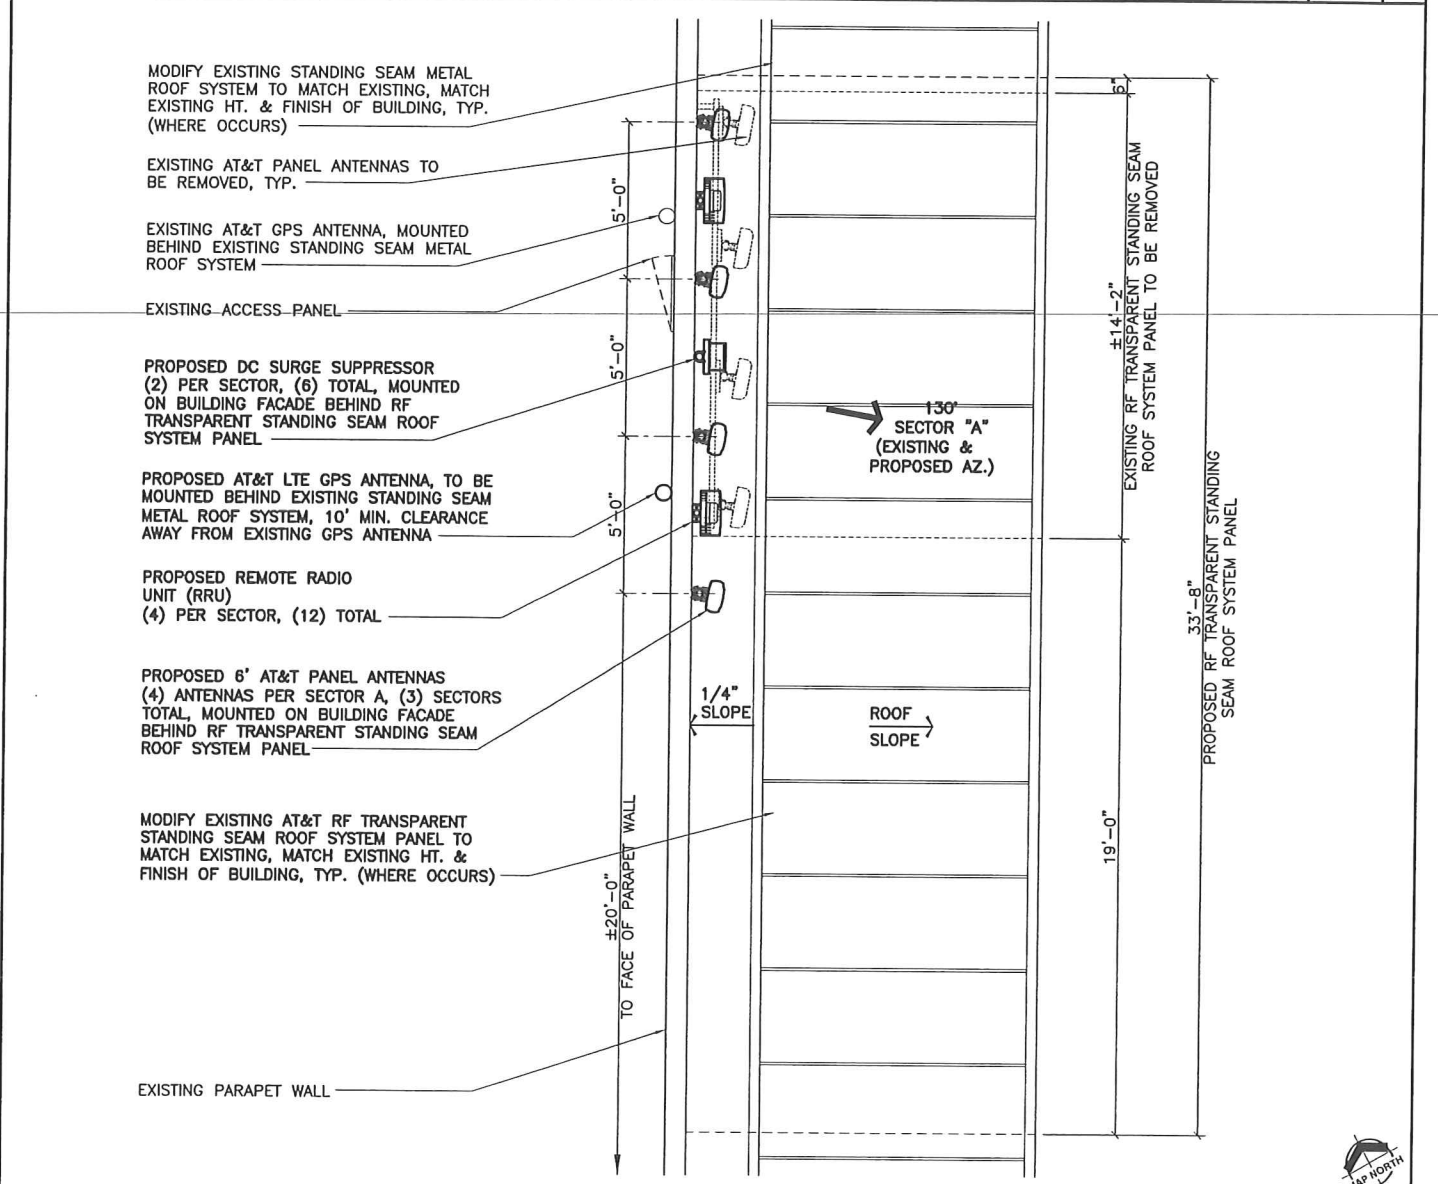 MODIFY EXISTING STANDING SEAM METAL
ROOF SYSTEM TO MATCH EXISTING, MATCH
EXISTING HT. & FINISH OF BUILDING, TYP.
(WHERE OCCURS)
EXISTING AT&T PANEL ANTENNAS TO
BE REMOVED, TYP.
EXISTING AT&T GPS ANTENNA, MOUNTED
BEHIND EXISTING STANDING SEAM METAL
ROOF SYSTEM
EXISTING ACCESS PANEL
PROPOSED DC SURGE SUPPRESSOR
(2) PER SECTOR, (6) TOTAL, MOUNTED
ON BUILDING FACADE BEHIND RF
TRANSPARENT STANDING SEAM ROOF
SYSTEM PANEL
PROPOSED AT&T LTE GPS ANTENNA, TO BE
MOUNTED BEHIND EXISTING STANDING SEAM
METAL ROOF SYSTEM, 10' MIN. CLEARANCE
AWAY FROM EXISTING GPS ANTENNA
PROPOSED REMOTE RADIO
UNIT (RRU)
(4) PER SECTOR, (12) TOTAL
PROPOSED 6' AT&T PANEL ANTENNAS
(4) ANTENNAS PER SECTOR A, (3) SECTORS
TOTAL, MOUNTED ON BUILDING FACADE
BEHIND RF TRANSPARENT STANDING SEAM
ROOF SYSTEM PANEL
MODIFY EXISTING AT&T RF TRANSPARENT
STANDING SEAM ROOF SYSTEM PANEL TO
MATCH EXISTING, MATCH EXISTING HT. &
FINISH OF BUILDING, TYP. (WHERE OCCURS)
EXISTING PARAPET WALL
5'-0"
5'-0"
5'-0"
±20'-0"
TO FACE OF PARAPET WALL
1/4"
SLOPE
ROOF
SLOPE
130°
SECTOR "A"
(EXISTING &
PROPOSED AZ.)
6"
±14'-2"
EXISTING RF TRANSPARENT STANDING SEAM
ROOF SYSTEM PANEL TO BE REMOVED
19'-0"
33'-8"
PROPOSED RF TRANSPARENT STANDING
SEAM ROOF SYSTEM PANEL